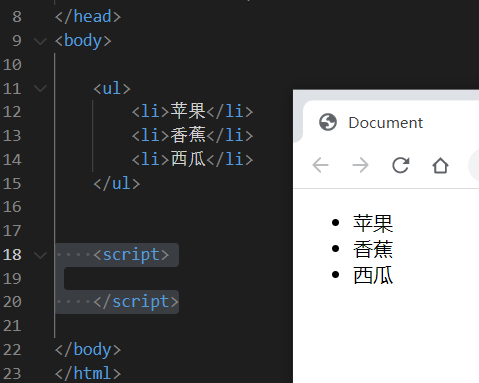 8 </head>
9 <body>
10
11 <ul>
12 <li>苹果</li>
13 <li>香蕉</li>
14 <li>西瓜</li>
15 </ul>
16
17
18 <script>
19
20 </script>
21
22 </body>
23 </html>
Document
苹果
香蕉
西瓜